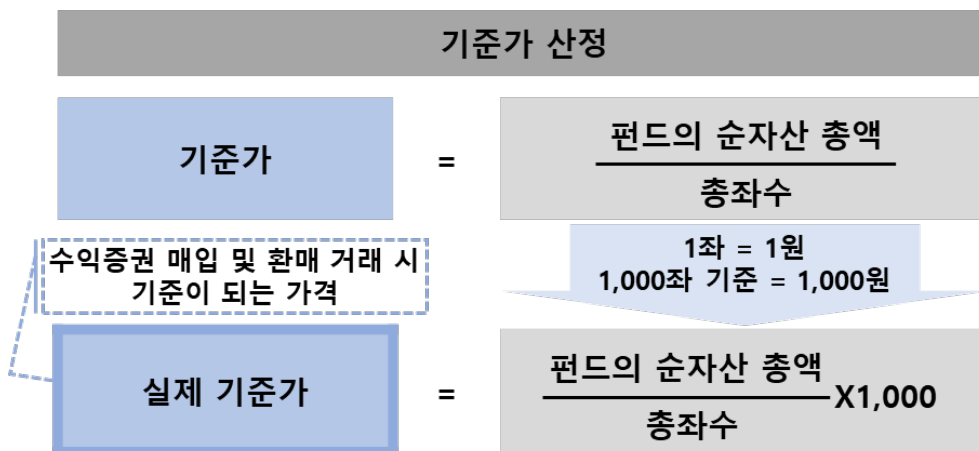 기준가 산정
기준가
=
펀드의 순자산 총액
총좌수
수익증권 매입 및 환매 거래 시
기준이 되는 가격
1좌 = 1원
1,000좌 기준 = 1,000원
실제 기준가
=
펀드의 순자산 총액
총좌수
X1,000